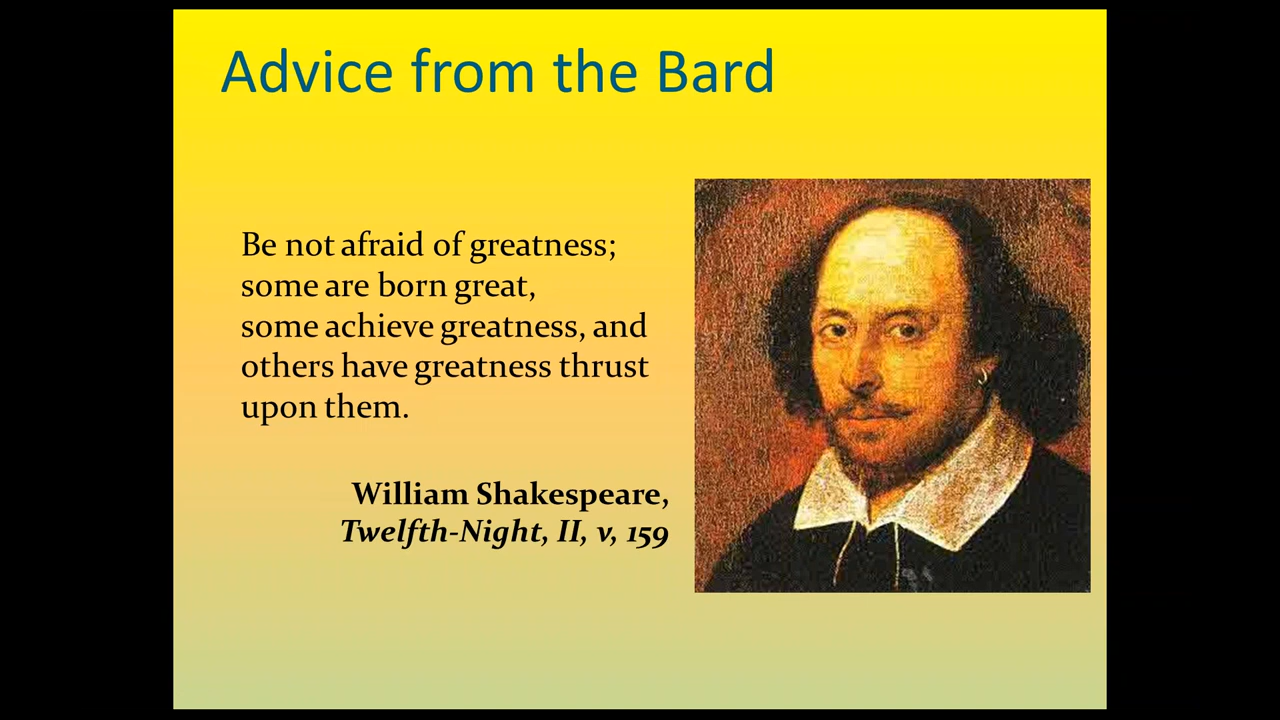 Advice from the Bard
Be not afraid of greatness;
some are born great,
some achieve greatness, and
others have greatness thrust
upon them.
William Shakespeare,
Twelfth-Night, II, v, 159